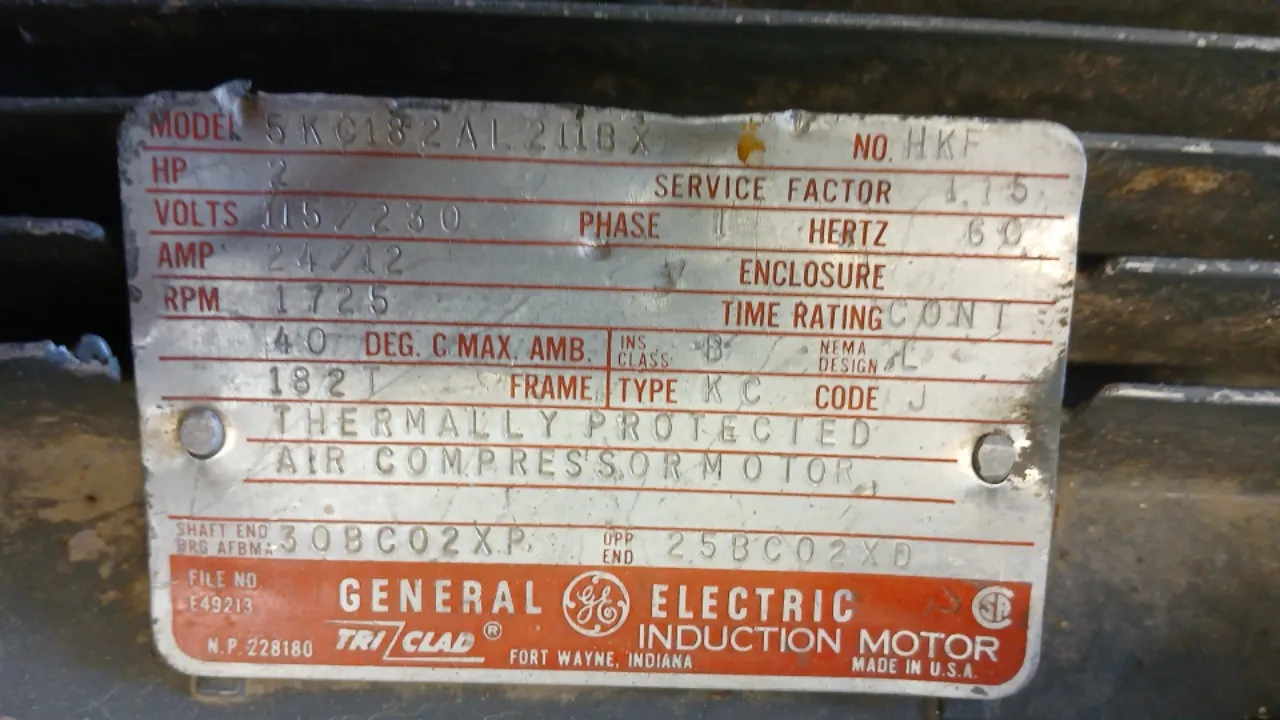 MODEL 5KC182AL211BX NO. HKF
HP 2 SERVICE FACTOR 1.15
VOLTS 115/230 PHASE 1 HERTZ 60
AMP 24/12 ENCLOSURE
RPM 1725 TIME RATING CONT
40 DEG. C MAX. AMB. INS CLASS B NEMA DESIGN L
182T FRAME TYPE KC CODE J
THERMALLY PROTECTED
AIR COMPRESSOR MOTOR
SHAFT END BRG AFBMA 30BC02XP OPP END 25BC02XD
FILE NO. E49213
GENERAL GE ELECTRIC SA
TRI CLAD ® INDUCTION MOTOR
N.P. 228180 FORT WAYNE, INDIANA MADE IN U.S.A.